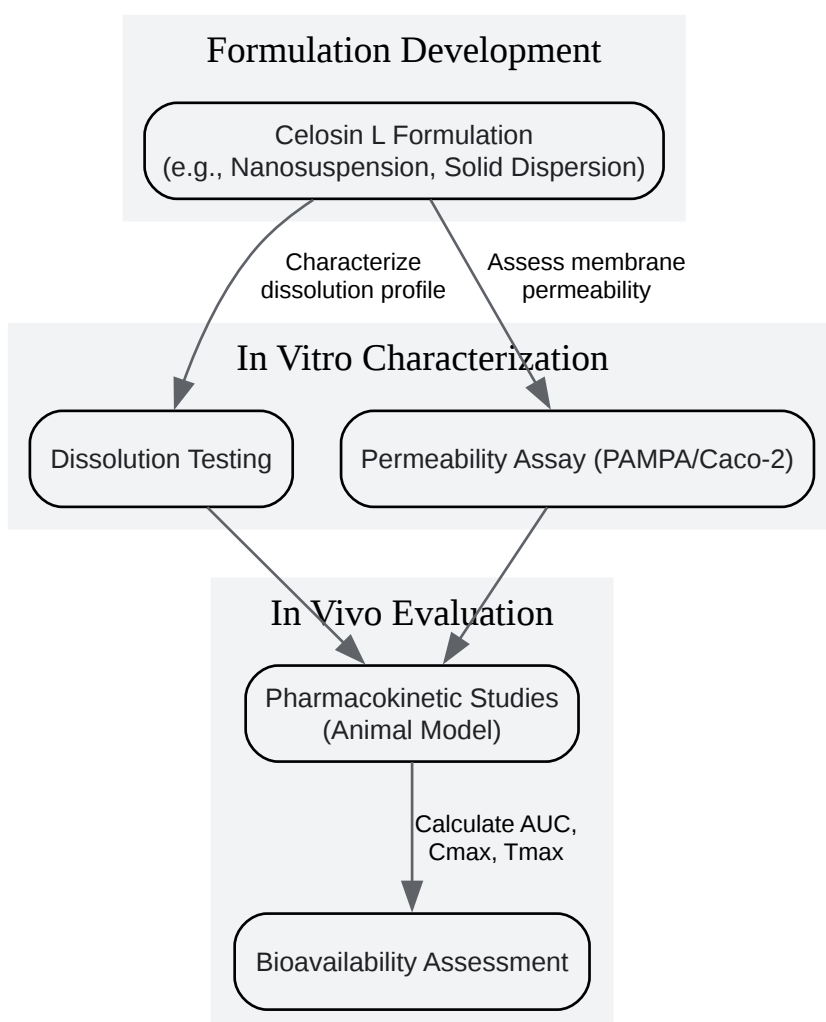 Formulation Development
Celosin L Formulation
(e.g., Nanosuspension, Solid Dispersion)
Characterize
dissolution profile
Assess membrane
permeability
In Vitro Characterization
Dissolution Testing
Permeability Assay (PAMPA/Caco-2)
In Vivo Evaluation
Pharmacokinetic Studies
(Animal Model)
Calculate AUC,
Cmax, Tmax
Bioavailability Assessment